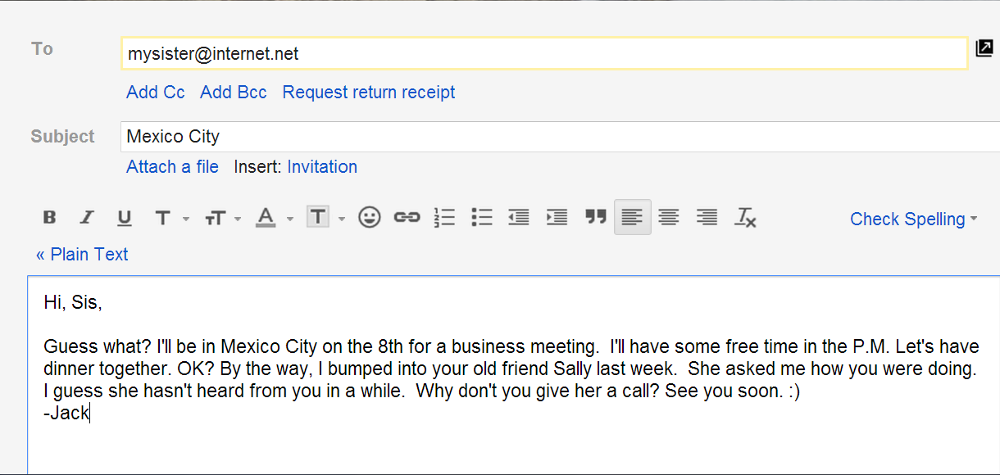 To
mysister@internet.net
Add Cc Add Bcc Request return receipt
Subject
Mexico City
Attach a file Insert: Invitation
B I U T T A T Check Spelling
« Plain Text
Hi, Sis,
Guess what? I'll be in Mexico City on the 8th for a business meeting.  I'll have some free time in the P.M. Let's have
dinner together. OK? By the way, I bumped into your old friend Sally last week.  She asked me how you were doing.
I guess she hasn't heard from you in a while.  Why don't you give her a call? See you soon. :)
-Jack